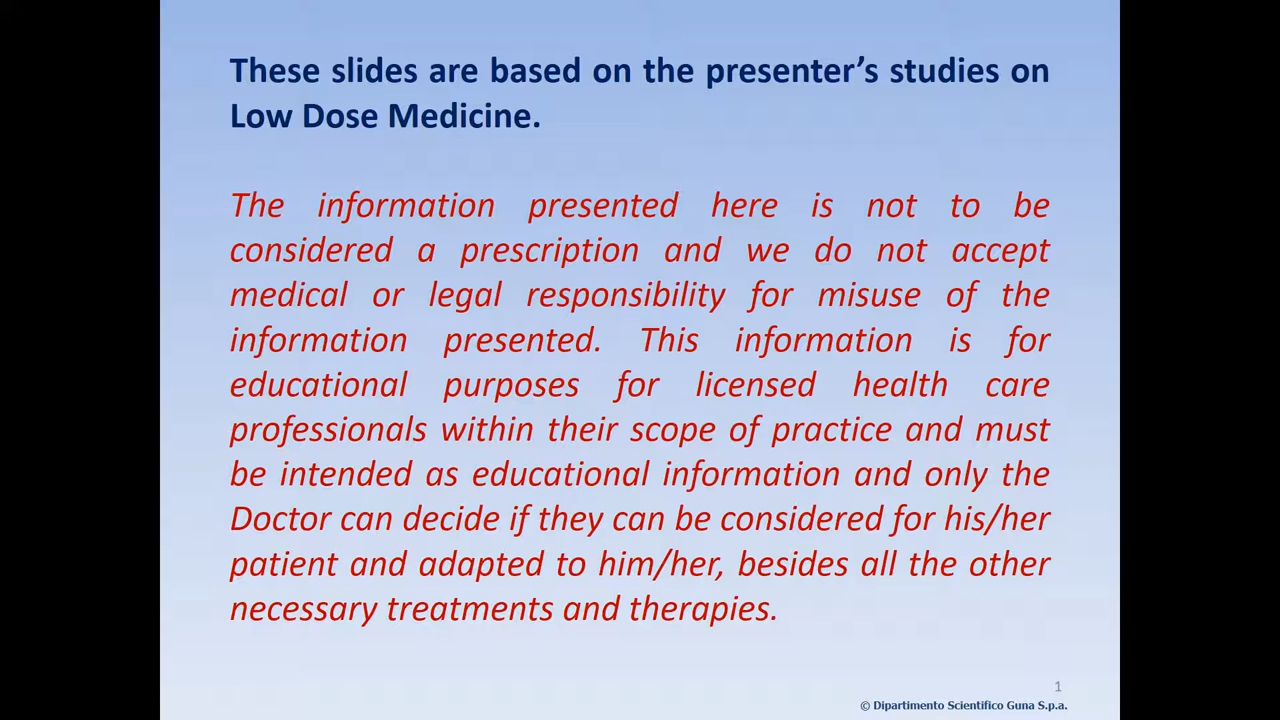 These slides are based on the presenter’s studies on
Low Dose Medicine.
The information presented here is not to be
considered a prescription and we do not accept
medical or legal responsibility for misuse of the
information presented. This information is for
educational purposes for licensed health care
professionals within their scope of practice and must
be intended as educational information and only the
Doctor can decide if they can be considered for his/her
patient and adapted to him/her, besides all the other
necessary treatments and therapies.
1
© Dipartimento Scientifico Guna S.p.a.